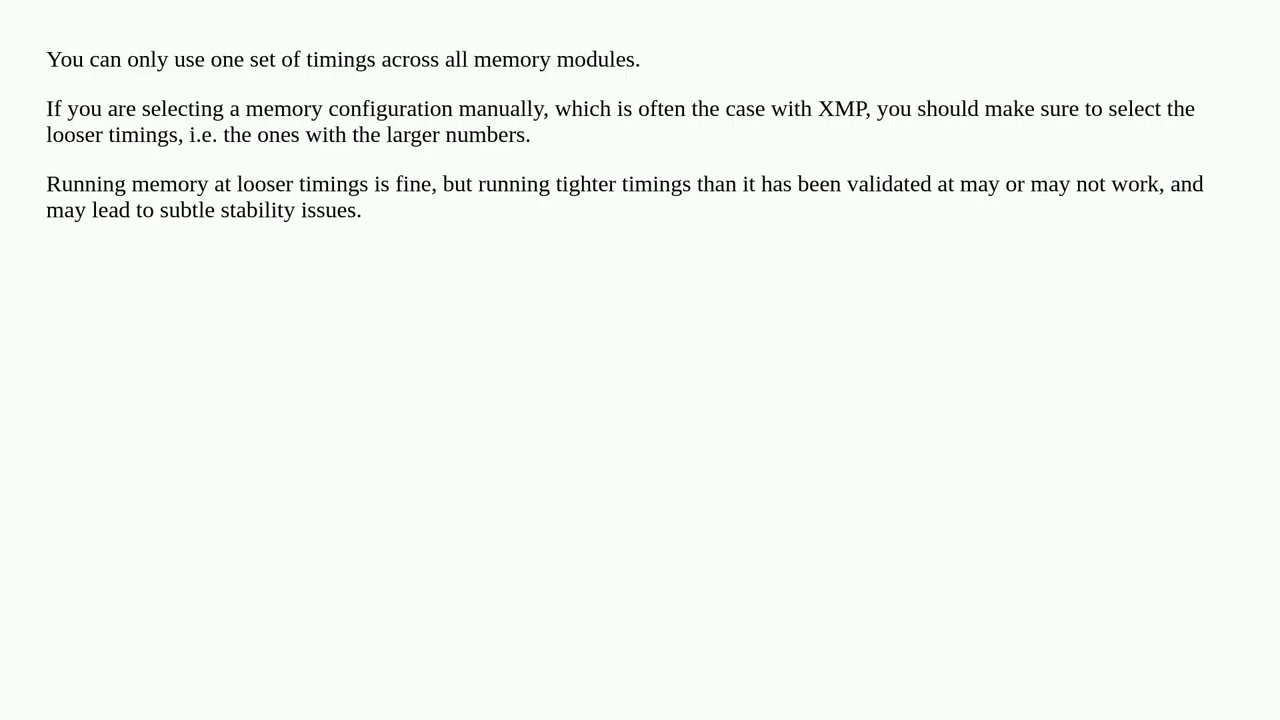 You can only use one set of timings across all memory modules.
If you are selecting a memory configuration manually, which is often the case with XMP, you should make sure to select the
looser timings, i.e. the ones with the larger numbers.
Running memory at looser timings is fine, but running tighter timings than it has been validated at may or may not work, and
may lead to subtle stability issues.